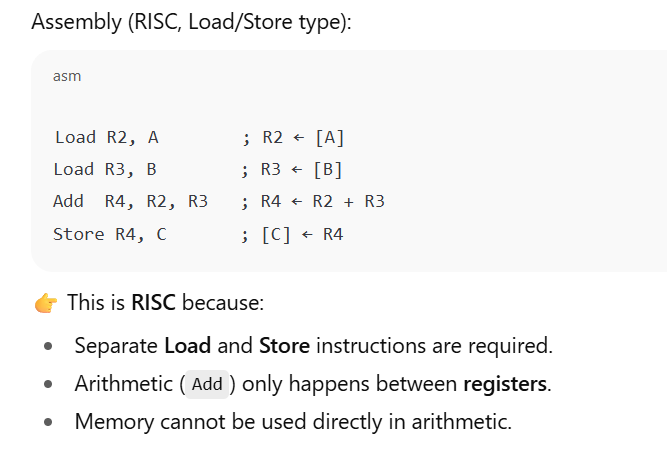 Assembly (RISC, Load/Store type):
asm
Load R2, A ; R2 ← [A]
Load R3, B ; R3 ← [B]
Add R4, R2, R3 ; R4 ← R2 + R3
Store R4, C ; [C] ← R4
👉 This is RISC because:
• Separate Load and Store instructions are required.
• Arithmetic (Add) only happens between registers.
• Memory cannot be used directly in arithmetic.